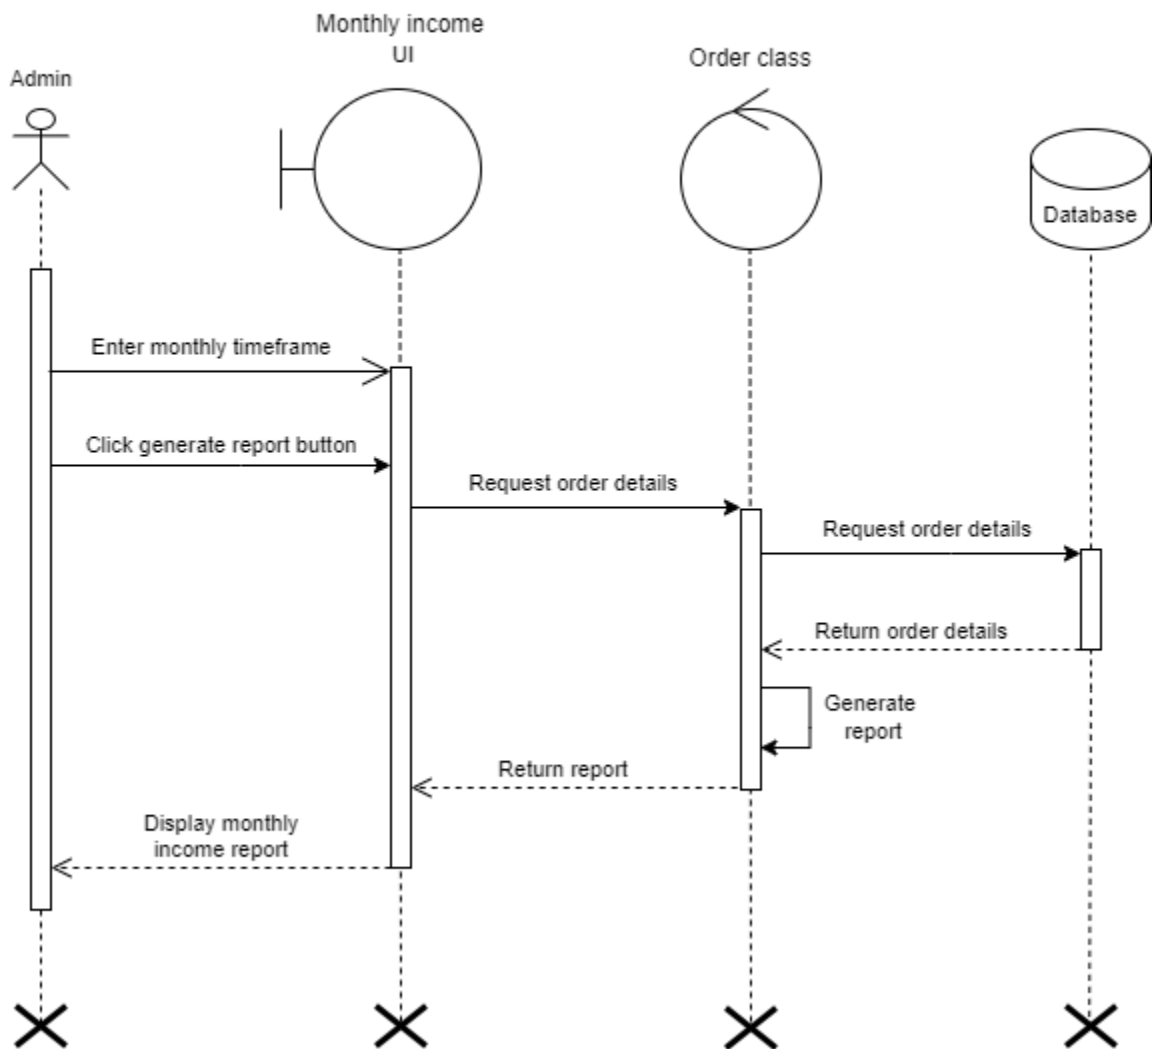 Monthly income
UI
Order class
Admin
Database
Enter monthly timeframe
Click generate report button
Request order details
Request order details
Return order details
Generate
report
Return report
Display monthly
income report